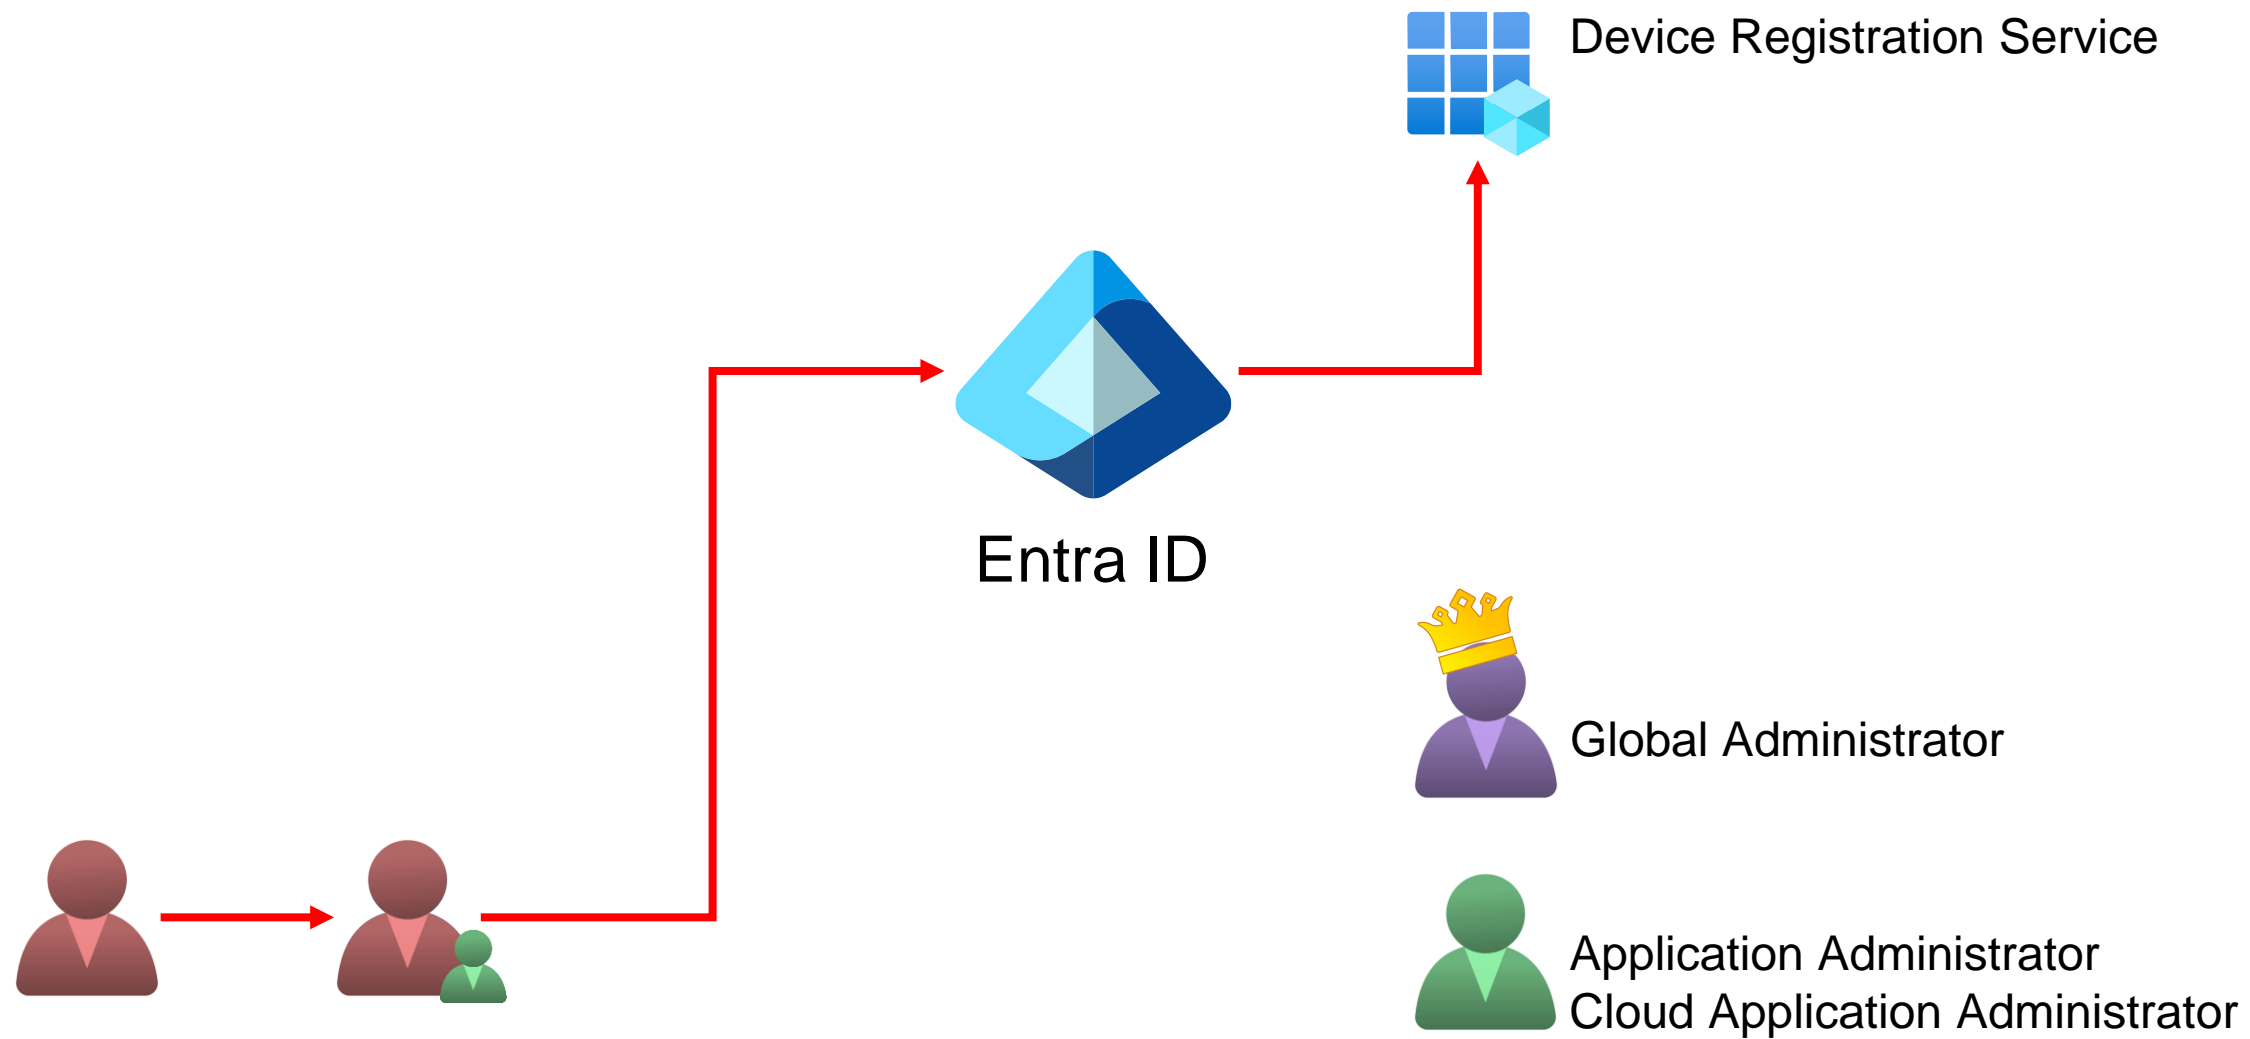 Device Registration Service
Entra ID
Global Administrator
Application Administrator
Cloud Application Administrator